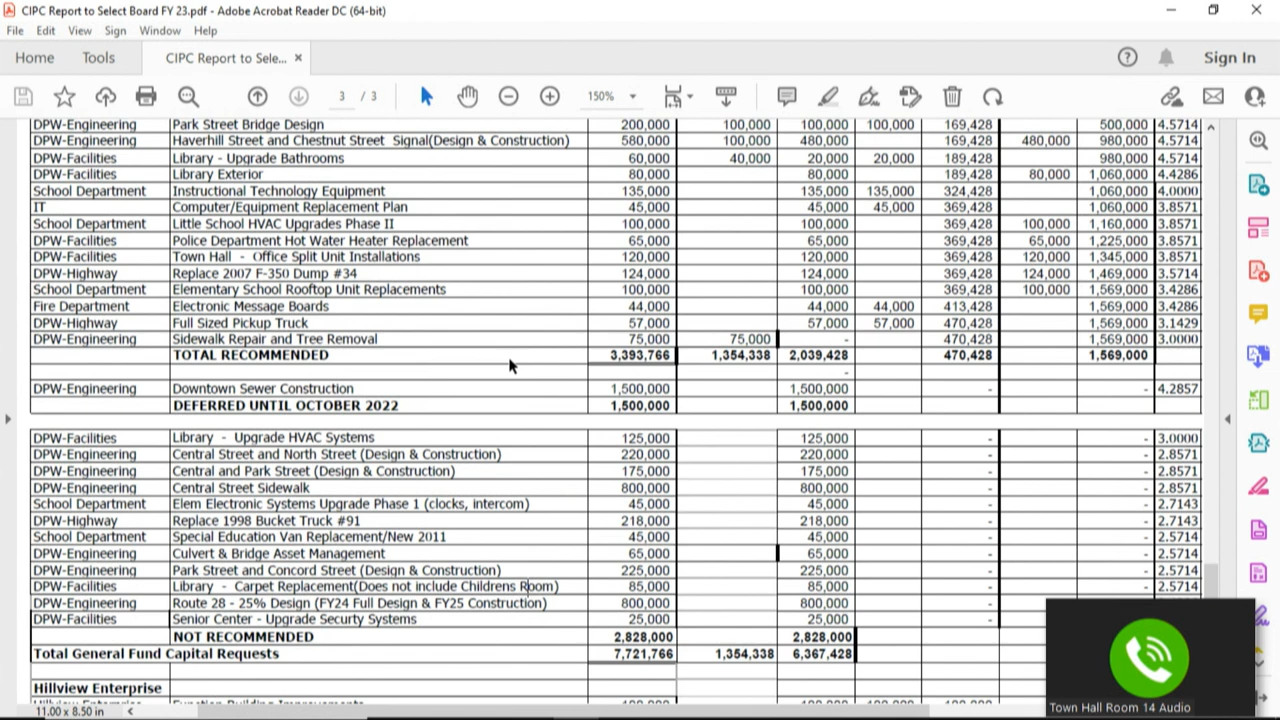 CIPC Report to Select Board FY 23.pdf - Adobe Acrobat Reader DC (64-bit)
File Edit View Sign Window Help
Home Tools CIPC Report to Sele... × Sign In
3 / 3 150%
DPW-Engineering Park Street Bridge Design 200,000 100,000 100,000 100,000 169,428 500,000 4.5714
DPW-Engineering Haverhill Street and Chestnut Street Signal(Design & Construction) 580,000 100,000 480,000 169,428 480,000 980,000 4.5714
DPW-Facilities Library - Upgrade Bathrooms 60,000 40,000 20,000 20,000 189,428 980,000 4.5714
DPW-Facilities Library Exterior 80,000 80,000 189,428 80,000 1,060,000 4.4286
School Department Instructional Technology Equipment 135,000 135,000 135,000 324,428 1,060,000 4.0000
IT Computer/Equipment Replacement Plan 45,000 45,000 45,000 369,428 1,060,000 3.8571
School Department Little School HVAC Upgrades Phase II 100,000 100,000 369,428 100,000 1,160,000 3.8571
DPW-Facilities Police Department Hot Water Heater Replacement 65,000 65,000 369,428 65,000 1,225,000 3.8571
DPW-Facilities Town Hall - Office Split Unit Installations 120,000 120,000 369,428 120,000 1,345,000 3.8571
DPW-Highway Replace 2007 F-350 Dump #34 124,000 124,000 369,428 124,000 1,469,000 3.5714
School Department Elementary School Rooftop Unit Replacements 100,000 100,000 369,428 100,000 1,569,000 3.4286
Fire Department Electronic Message Boards 44,000 44,000 44,000 413,428 1,569,000 3.4286
DPW-Highway Full Sized Pickup Truck 57,000 57,000 57,000 470,428 1,569,000 3.1429
DPW-Engineering Sidewalk Repair and Tree Removal 75,000 75,000 - 470,428 1,569,000 3.0000
TOTAL RECOMMENDED 3,393,766 1,354,338 2,039,428 470,428 1,569,000
-
DPW-Engineering Downtown Sewer Construction 1,500,000 1,500,000 - - 4.2857
DEFERRED UNTIL OCTOBER 2022 1,500,000 1,500,000
DPW-Facilities Library - Upgrade HVAC Systems 125,000 125,000 - - 3.0000
DPW-Engineering Central Street and North Street (Design & Construction) 220,000 220,000 - - 2.8571
DPW-Engineering Central and Park Street (Design & Construction) 175,000 175,000 - - 2.8571
DPW-Engineering Central Street Sidewalk 800,000 800,000 - - 2.8571
School Department Elem Electronic Systems Upgrade Phase 1 (clocks, intercom) 45,000 45,000 - - 2.7143
DPW-Highway Replace 1998 Bucket Truck #91 218,000 218,000 - - 2.7143
School Department Special Education Van Replacement/New 2011 45,000 45,000 - - 2.5714
DPW-Engineering Culvert & Bridge Asset Management 65,000 65,000 - - 2.5714
DPW-Engineering Park Street and Concord Street (Design & Construction) 225,000 225,000 - - 2.5714
DPW-Facilities Library - Carpet Replacement(Does not include Childrens Room) 85,000 85,000 - - 2.5714
DPW-Engineering Route 28 - 25% Design (FY24 Full Design & FY25 Construction) 800,000 800,000 -
DPW-Facilities Senior Center - Upgrade Securty Systems 25,000 25,000 -
NOT RECOMMENDED 2,828,000 2,828,000
Total General Fund Capital Requests 7,721,766 1,354,338 6,367,428
Hillview Enterprise
Town Hall Room 14 Audio
11.00 x 8.50 in